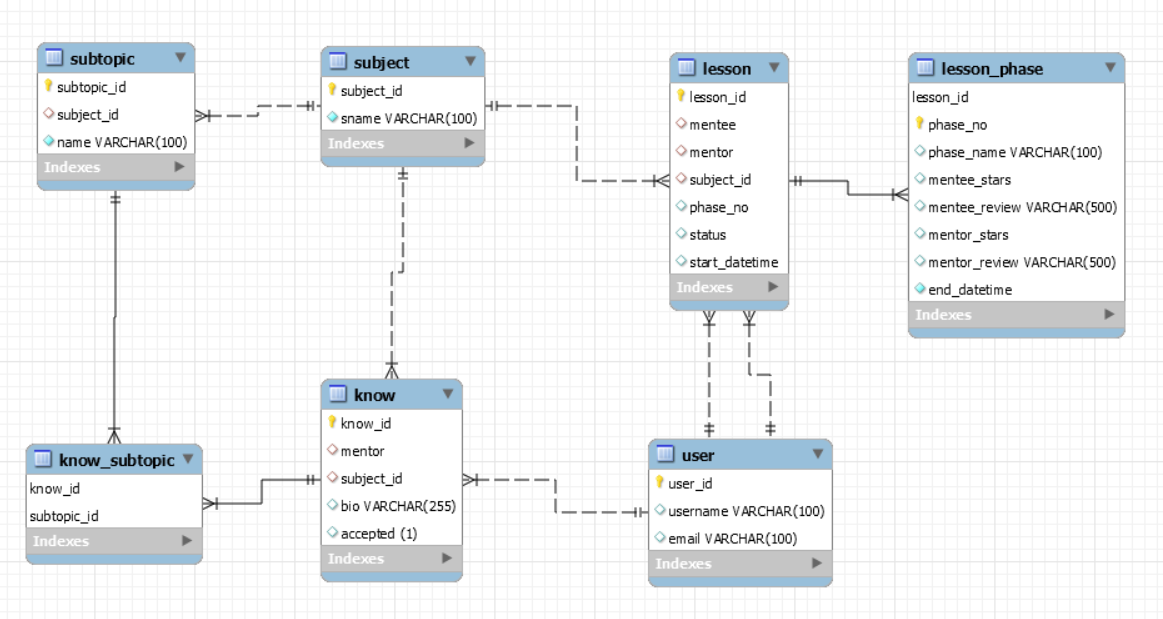 subtopic
subtopic_id
subject_id
name VARCHAR(100)
Indexes
subject
subject_id
sname VARCHAR(100)
Indexes
lesson
lesson_id
mentee
mentor
subject_id
phase_no
status
start_datetime
Indexes
lesson_phase
lesson_id
phase_no
phase_name VARCHAR(100)
mentee_stars
mentee_review VARCHAR(500)
mentor_stars
mentor_review VARCHAR(500)
end_datetime
Indexes
know_subtopic
know_id
subtopic_id
Indexes
know
know_id
mentor
subject_id
bio VARCHAR(255)
accepted (1)
Indexes
user
user_id
username VARCHAR(100)
email VARCHAR(100)
Indexes